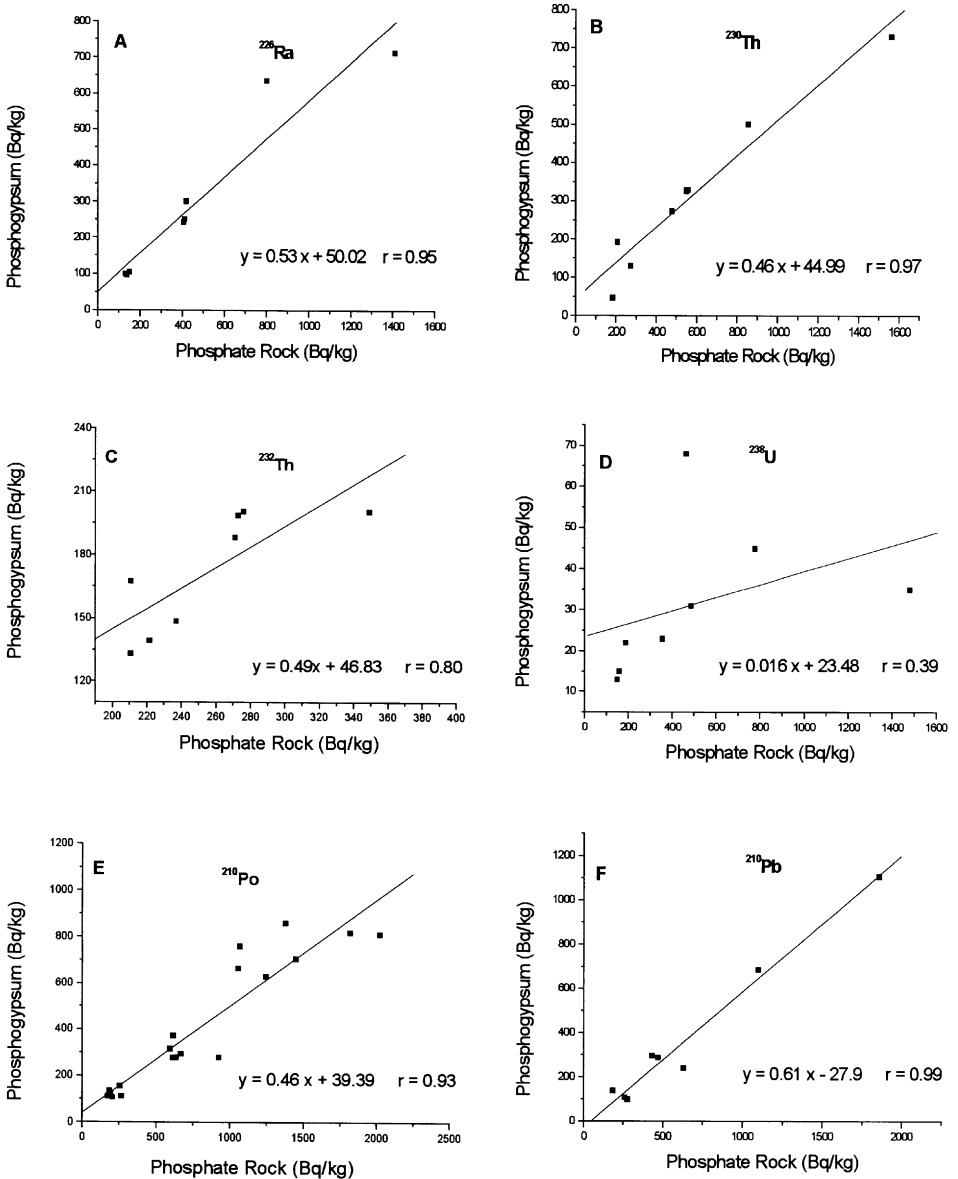 A
226Ra
Phosphogypsum (Bq/kg)
800
700
600
500
400
300
200
100
0
y = 0.53 x + 50.02 r = 0.95
0 200 400 600 800 1000 1200 1400 1600
Phosphate Rock (Bq/kg)
B
230Th
Phosphogypsum (Bq/kg)
800
700
600
500
400
300
200
100
0
y = 0.46 x + 44.99 r = 0.97
0 200 400 600 800 1000 1200 1400 1600
Phosphate Rock (Bq/kg)
C
232Th
Phosphogypsum (Bq/kg)
240
210
180
150
120
y = 0.49x + 46.83 r = 0.80
200 220 240 260 280 300 320 340 360 380 400
Phosphate Rock (Bq/kg)
D
238U
Phosphogypsum (Bq/kg)
70
60
50
40
30
20
10
y = 0.016 x + 23.48 r = 0.39
0 200 400 600 800 1000 1200 1400 1600
Phosphate Rock (Bq/kg)
E
210Po
Phosphogypsum (Bq/kg)
1200
1000
800
600
400
200
0
y = 0.46 x + 39.39 r = 0.93
0 500 1000 1500 2000 2500
Phosphate Rock (Bq/kg)
F
210Pb
Phosphogypsum (Bq/kg)
1200
1000
800
600
400
200
0
y = 0.61 x - 27.9 r = 0.99
0 500 1000 1500 2000
Phosphate Rock (Bq/kg)